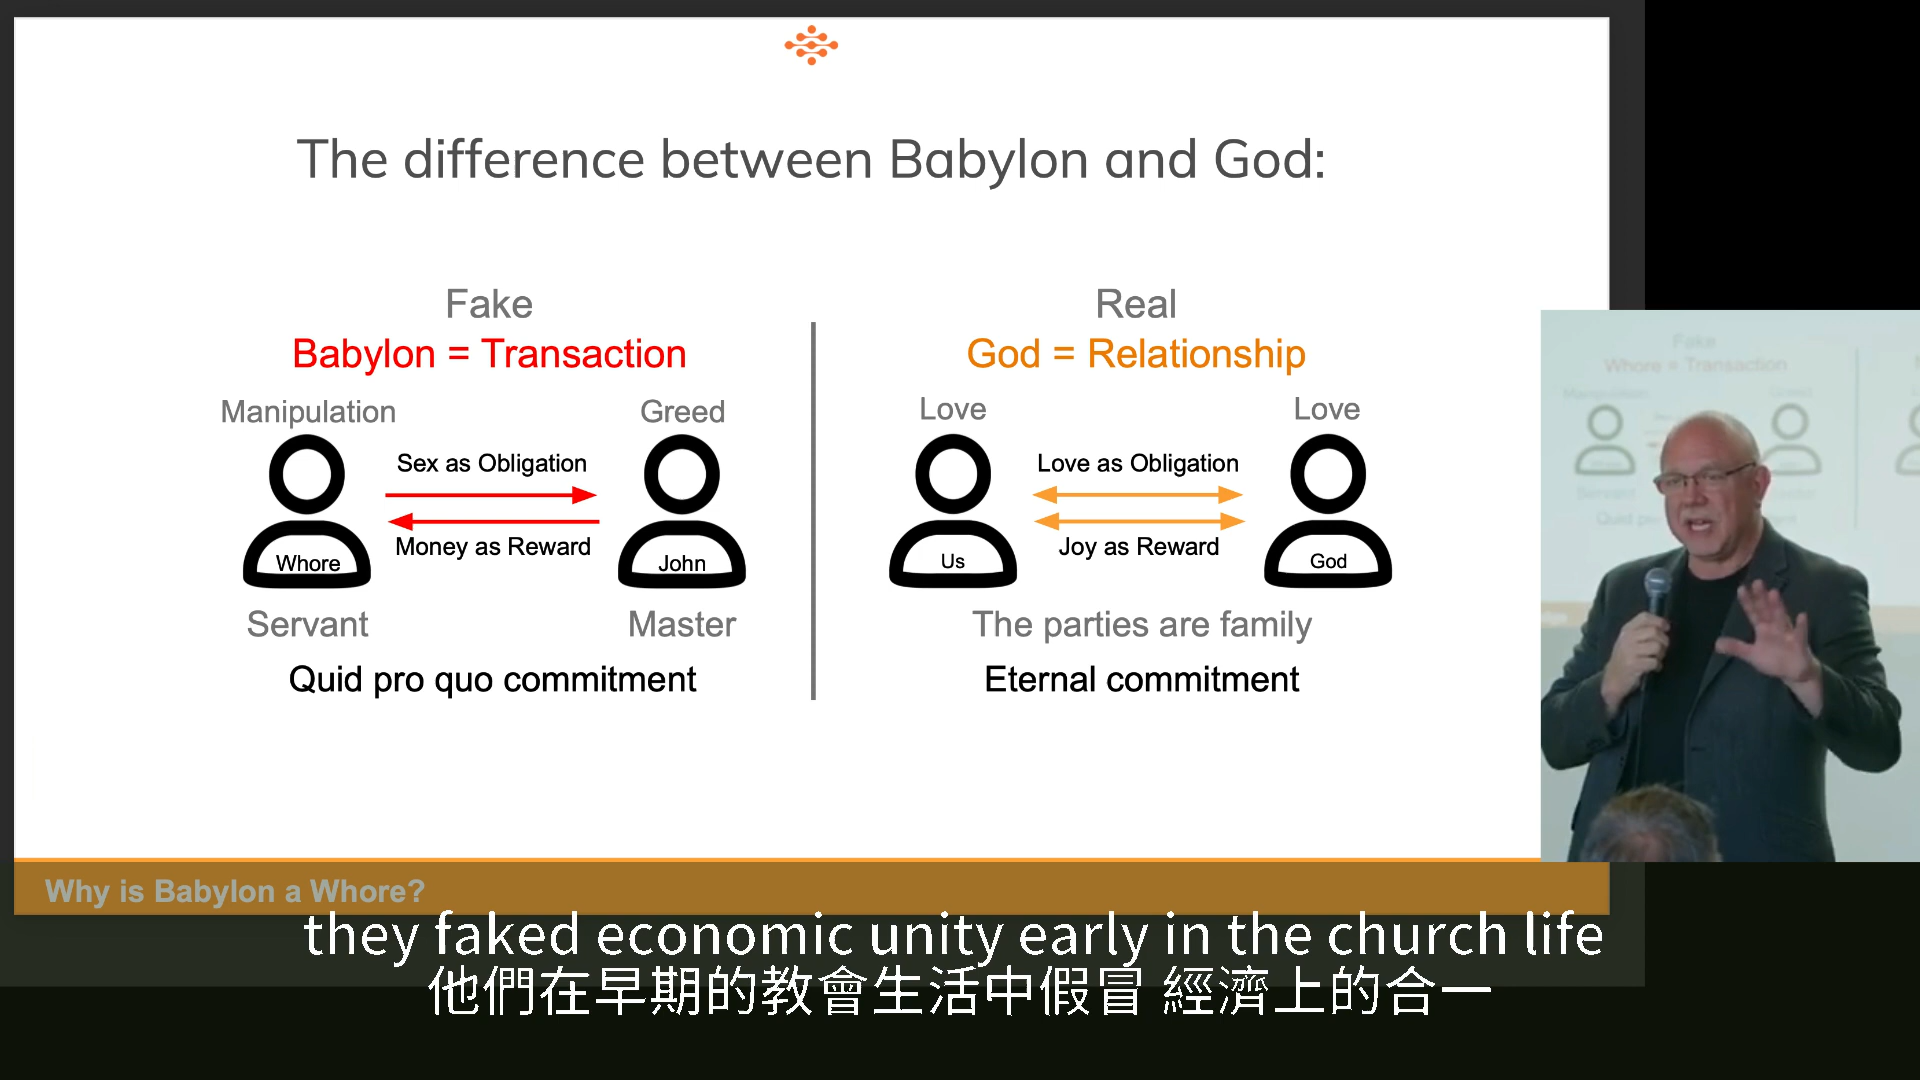 The difference between Babylon and God:
Fake
Babylon = Transaction
Manipulation
Greed
Sex as Obligation
Money as Reward
Whore
John
Servant
Master
Quid pro quo commitment
Real
God = Relationship
Love
Love
Love as Obligation
Joy as Reward
Us
God
The parties are family
Eternal commitment
Fake
Whore = Transaction
Why is Babylon a Whore?
they faked economic unity early in the church life
他們在早期的教會生活中假冒 經濟上的合一